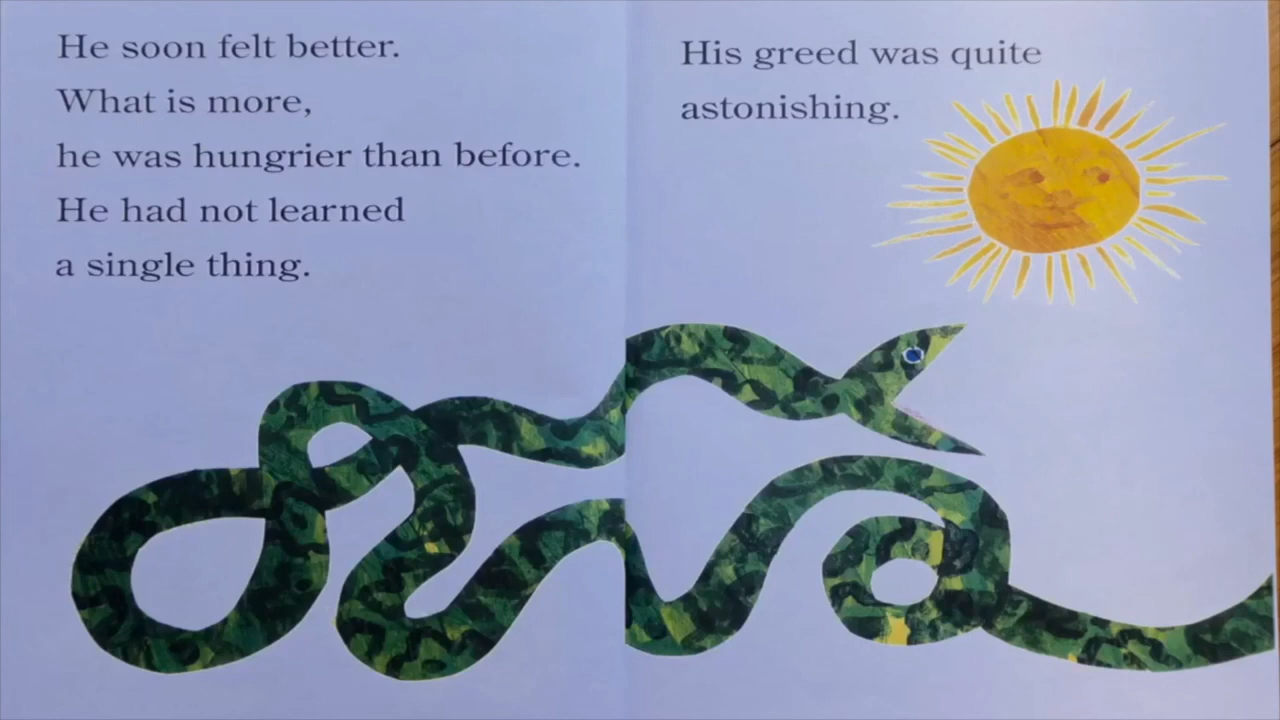 He soon felt better.
What is more,
he was hungrier than before.
He had not learned
a single thing.
His greed was quite
astonishing.